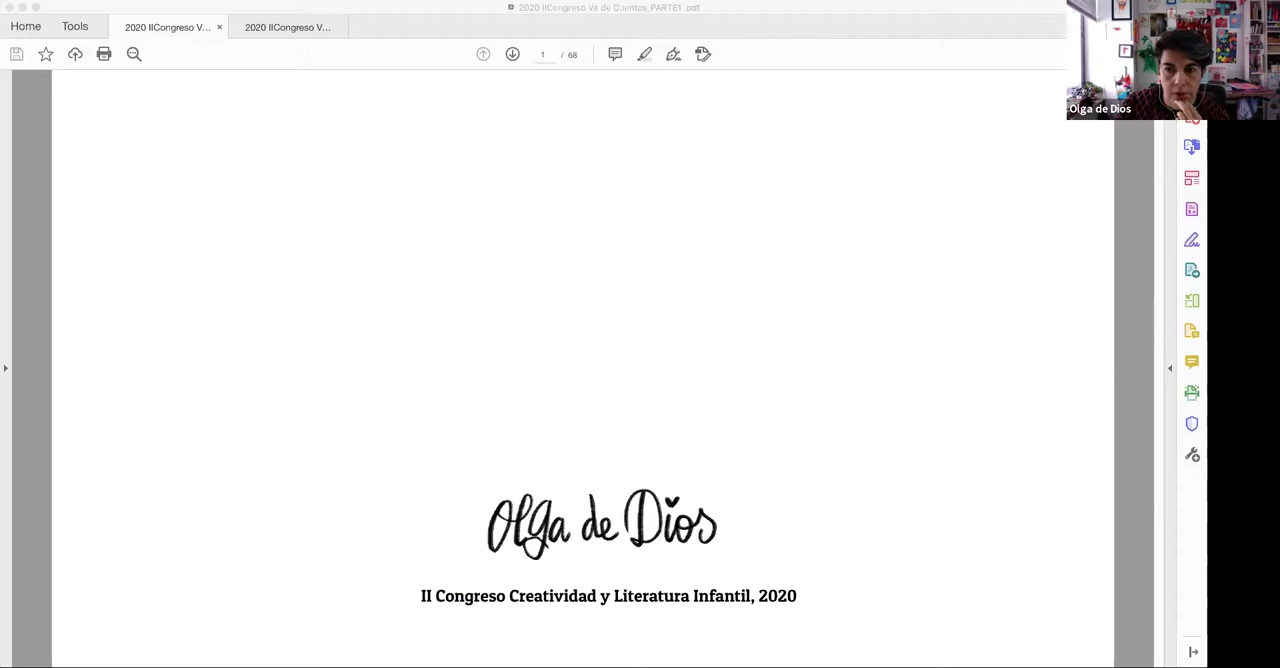 2020 IICongreso Va de Cuentos_PARTE1 .pdf
Home
Tools
2020 IICongreso V... ×
2020 IICongreso V...
1 / 68
Olga de Dios
Olga de Dios
II Congreso Creatividad y Literatura Infantil, 2020